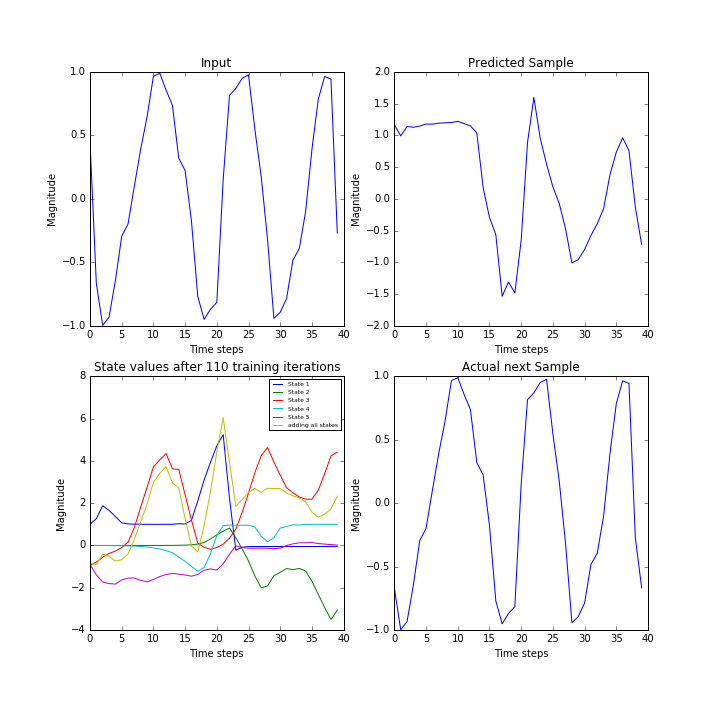 Input
Magnitude
1.0
0.5
0.0
−0.5
−1.0
0 5 10 15 20 25 30 35 40
Time steps
Predicted Sample
Magnitude
2.0
1.5
1.0
0.5
0.0
−0.5
−1.0
−1.5
−2.0
0 5 10 15 20 25 30 35 40
Time steps
State values after 110 training iterations
Magnitude
8
6
4
2
0
−2
−4
0 5 10 15 20 25 30 35 40
Time steps
State 1
State 2
State 3
State 4
State 5
adding all states
Actual next Sample
Magnitude
1.0
0.5
0.0
−0.5
−1.0
0 5 10 15 20 25 30 35 40
Time steps